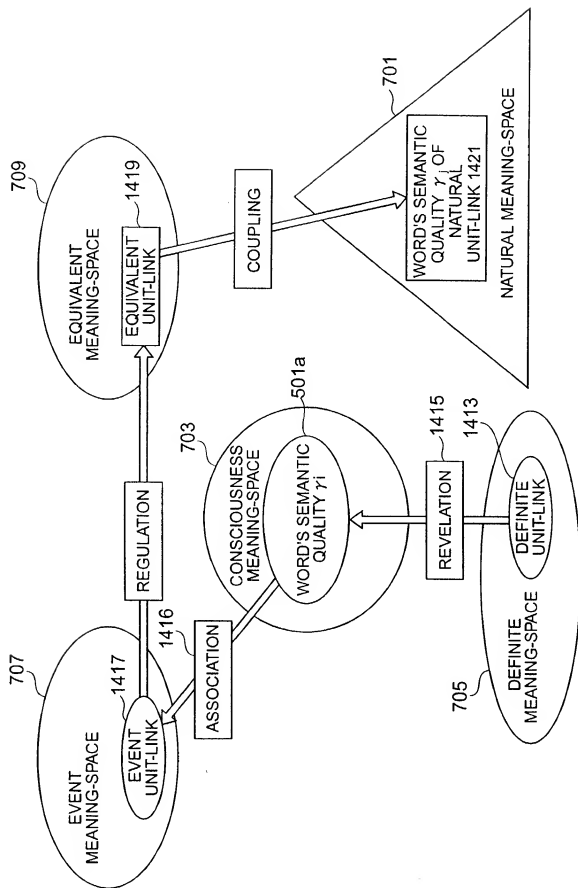 707
EVENT
MEANING-SPACE
1417
EVENT
UNIT-LINK
REGULATION
709
EQUIVALENT
MEANING-SPACE
1419
EQUIVALENT
UNIT-LINK
1416
ASSOCIATION
703
CONSCIOUSNESS
MEANING-SPACE
501a
WORD'S SEMANTIC
QUALITY γi
COUPLING
1415
REVELATION
705
DEFINITE
MEANING-SPACE
1413
DEFINITE
UNIT-LINK
701
WORD'S SEMANTIC
QUALITY γi OF
NATURAL
UNIT-LINK 1421
NATURAL MEANING-SPACE